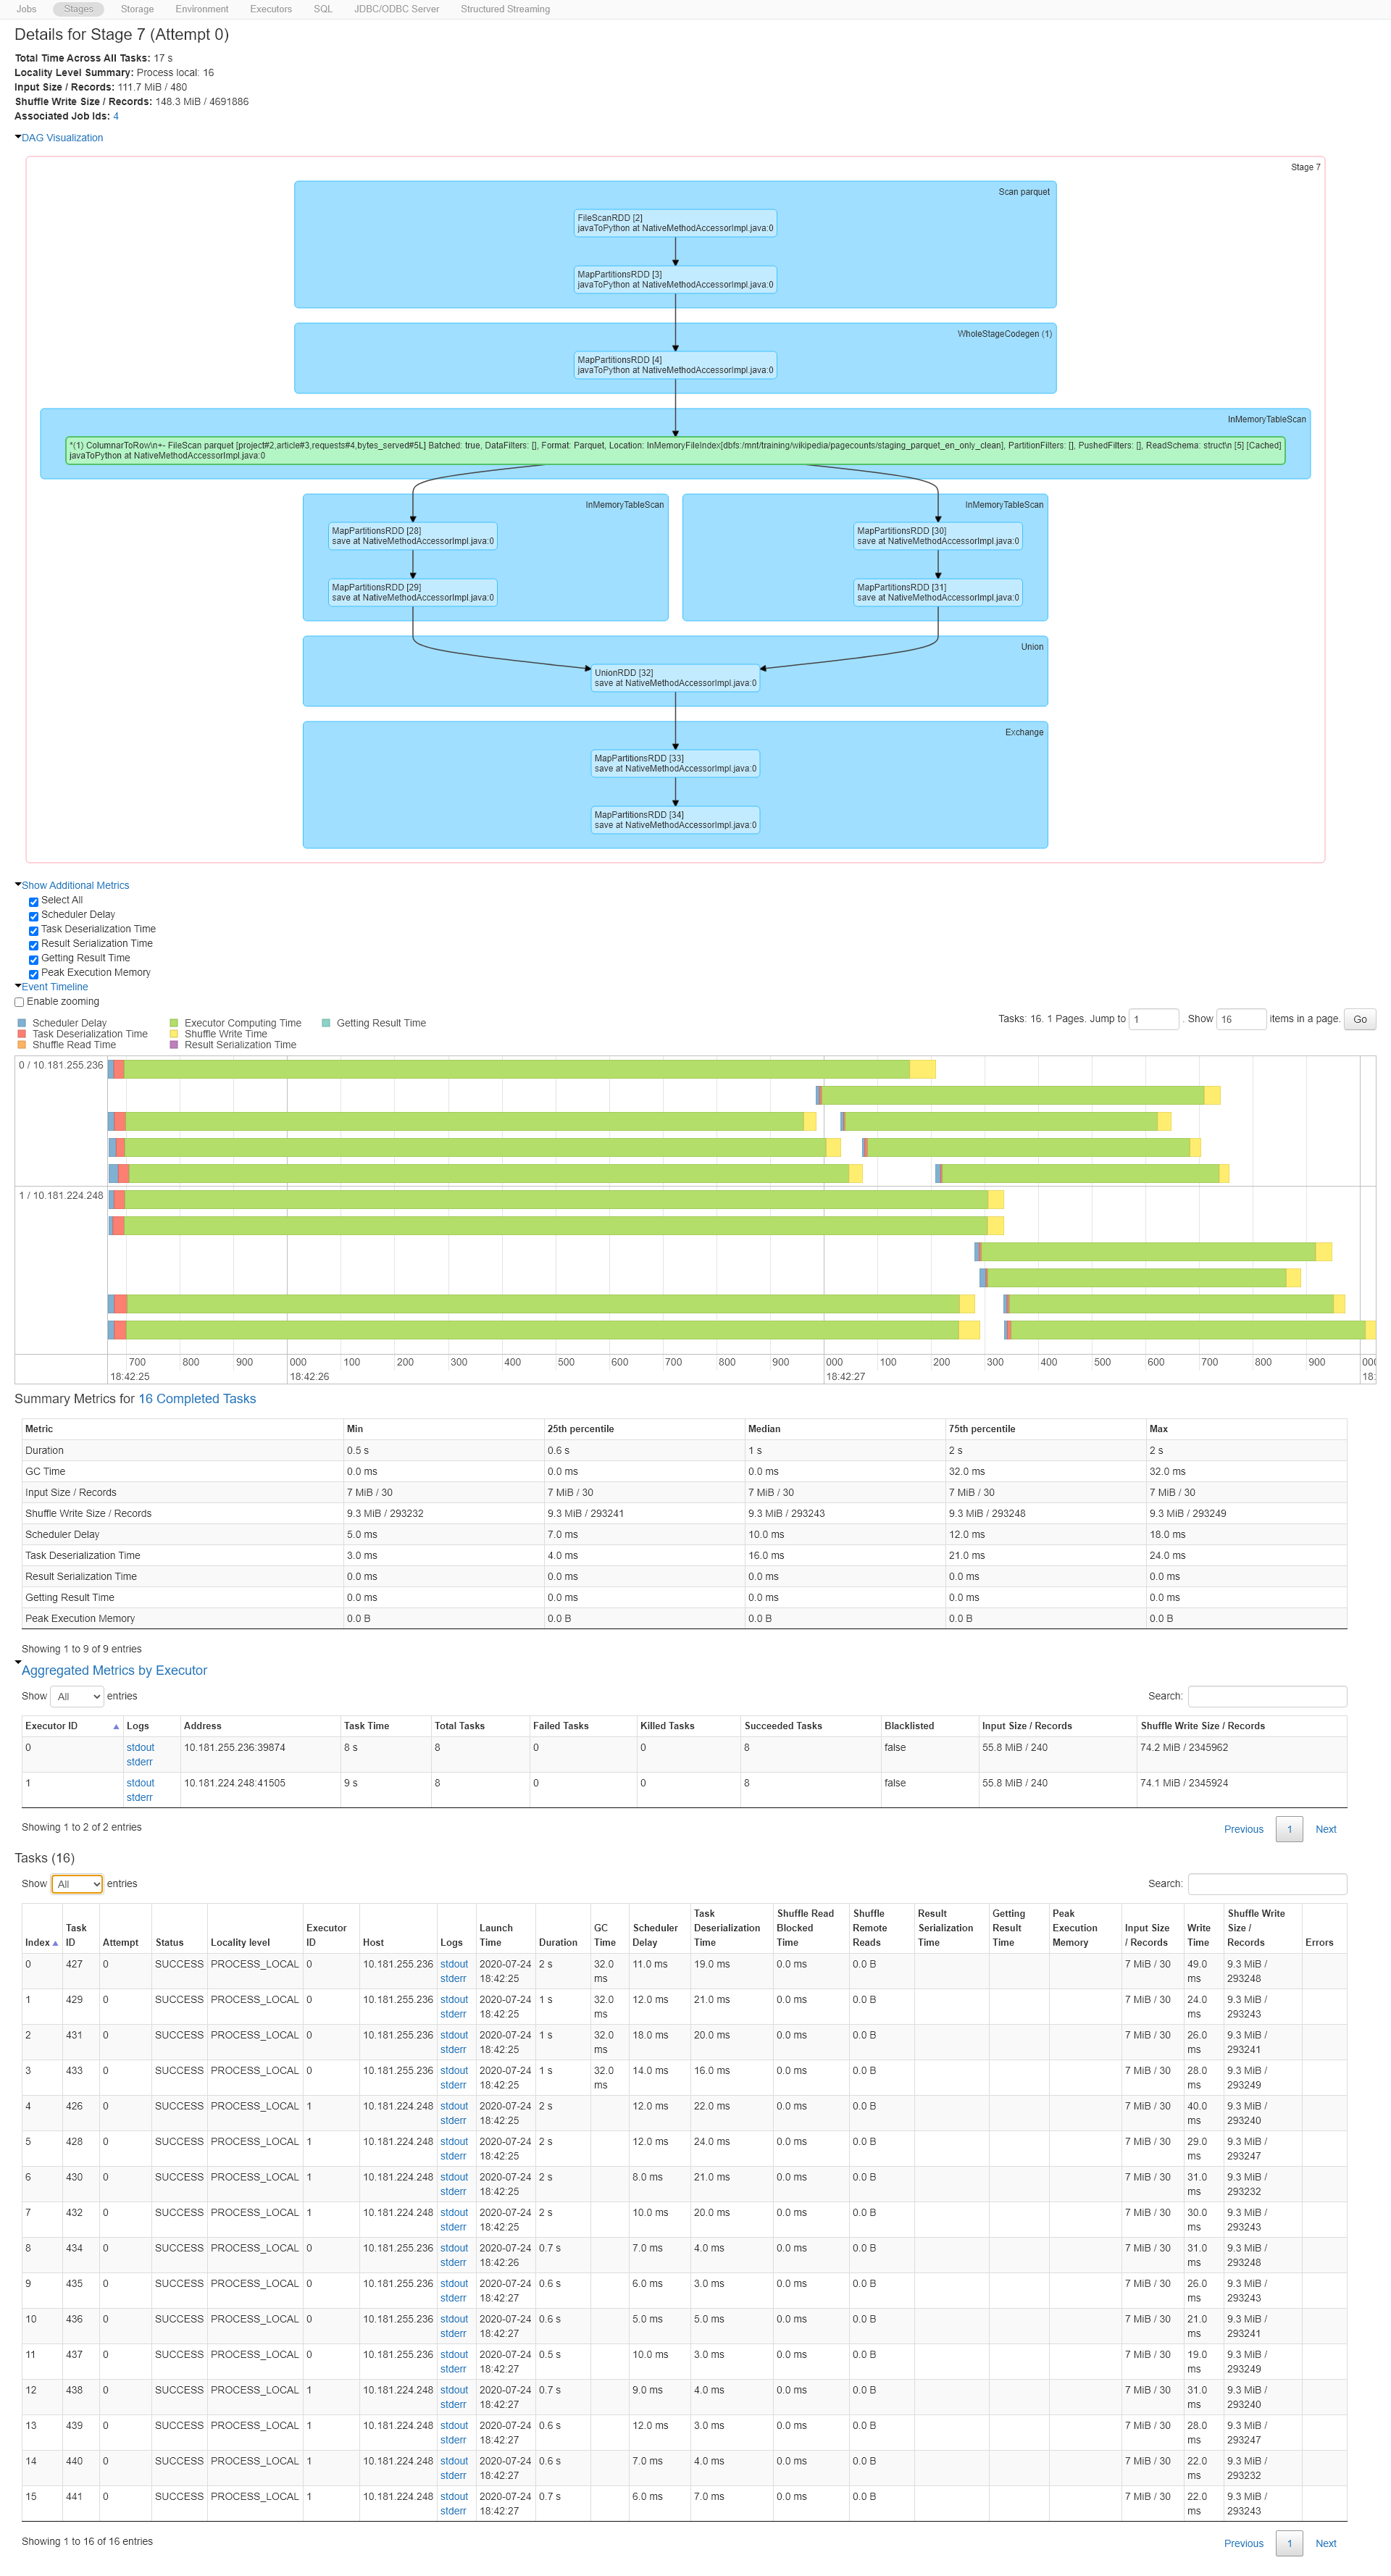 Jobs Stages Storage Environment Executors SQL JDBC/ODBC Server Structured Streaming
Details for Stage 7 (Attempt 0)
Total Time Across All Tasks: 17 s
Locality Level Summary: Process local: 16
Input Size / Records: 111.7 MiB / 480
Shuffle Write Size / Records: 148.3 MiB / 4691886
Associated Job Ids: 4
DAG Visualization
Stage 7
Scan parquet
FileScanRDD [2]
javaToPython at NativeMethodAccessorImpl.java:0
MapPartitionsRDD [3]
javaToPython at NativeMethodAccessorImpl.java:0
WholeStageCodegen (1)
MapPartitionsRDD [4]
javaToPython at NativeMethodAccessorImpl.java:0
InMemoryTableScan
*(1) ColumnarToRow\n+- FileScan parquet [project#2,article#3,requests#4,bytes_served#5L] Batched: true, DataFilters: [], Format: Parquet, Location: InMemoryFileIndex[dbfs:/mnt/training/wikipedia/pagecounts/staging_parquet_en_only_clean], PartitionFilters: [], PushedFilters: [], ReadSchema: struct\n [5] [Cached]
javaToPython at NativeMethodAccessorImpl.java:0
InMemoryTableScan InMemoryTableScan
MapPartitionsRDD [28] MapPartitionsRDD [30]
save at NativeMethodAccessorImpl.java:0 save at NativeMethodAccessorImpl.java:0
MapPartitionsRDD [29] MapPartitionsRDD [31]
save at NativeMethodAccessorImpl.java:0 save at NativeMethodAccessorImpl.java:0
Union
UnionRDD [32]
save at NativeMethodAccessorImpl.java:0
Exchange
MapPartitionsRDD [33]
save at NativeMethodAccessorImpl.java:0
MapPartitionsRDD [34]
save at NativeMethodAccessorImpl.java:0
Show Additional Metrics
Select All
Scheduler Delay
Task Deserialization Time
Result Serialization Time
Getting Result Time
Peak Execution Memory
Event Timeline
Enable zooming
Tasks: 16. 1 Pages. Jump to 1 . Show 16 items in a page. Go
Scheduler Delay Executor Computing Time Getting Result Time
Task Deserialization Time Shuffle Write Time
Shuffle Read Time Result Serialization Time
0 / 10.181.255.236
1 / 10.181.224.248
700 800 900 000 100 200 300 400 500 600 700 800 900 000 100 200 300 400 500 600 700 800 900 000
18:42:25 18:42:26 18:42:27 18:
Summary Metrics for 16 Completed Tasks
Metric Min 25th percentile Median 75th percentile Max
Duration 0.5 s 0.6 s 1 s 2 s 2 s
GC Time 0.0 ms 0.0 ms 0.0 ms 32.0 ms 32.0 ms
Input Size / Records 7 MiB / 30 7 MiB / 30 7 MiB / 30 7 MiB / 30 7 MiB / 30
Shuffle Write Size / Records 9.3 MiB / 293232 9.3 MiB / 293241 9.3 MiB / 293243 9.3 MiB / 293248 9.3 MiB / 293249
Scheduler Delay 5.0 ms 7.0 ms 10.0 ms 12.0 ms 18.0 ms
Task Deserialization Time 3.0 ms 4.0 ms 16.0 ms 21.0 ms 24.0 ms
Result Serialization Time 0.0 ms 0.0 ms 0.0 ms 0.0 ms 0.0 ms
Getting Result Time 0.0 ms 0.0 ms 0.0 ms 0.0 ms 0.0 ms
Peak Execution Memory 0.0 B 0.0 B 0.0 B 0.0 B 0.0 B
Showing 1 to 9 of 9 entries
Aggregated Metrics by Executor
Show All entries Search:
Executor ID Logs Address Task Time Total Tasks Failed Tasks Killed Tasks Succeeded Tasks Blacklisted Input Size / Records Shuffle Write Size / Records
0 stdout 10.181.255.236:39874 8 s 8 0 0 8 false 55.8 MiB / 240 74.2 MiB / 2345962
stderr
1 stdout 10.181.224.248:41505 9 s 8 0 0 8 false 55.8 MiB / 240 74.1 MiB / 2345924
stderr
Showing 1 to 2 of 2 entries Previous 1 Next
Tasks (16)
Show All entries Search:
Task Shuffle Read Shuffle Result Getting Peak Shuffle Write
Task Executor Launch GC Scheduler Deserialization Blocked Remote Serialization Result Execution Input Size Write Size /
Index ID Attempt Status Locality level ID Host Logs Time Duration Time Delay Time Time Reads Time Time Memory / Records Time Records Errors
0 427 0 SUCCESS PROCESS_LOCAL 0 10.181.255.236 stdout 2020-07-24 2 s 32.0 11.0 ms 19.0 ms 0.0 ms 0.0 B 7 MiB / 30 49.0 9.3 MiB /
stderr 18:42:25 ms ms 293248
1 429 0 SUCCESS PROCESS_LOCAL 0 10.181.255.236 stdout 2020-07-24 1 s 32.0 12.0 ms 21.0 ms 0.0 ms 0.0 B 7 MiB / 30 24.0 9.3 MiB /
stderr 18:42:25 ms ms 293243
2 431 0 SUCCESS PROCESS_LOCAL 0 10.181.255.236 stdout 2020-07-24 1 s 32.0 18.0 ms 20.0 ms 0.0 ms 0.0 B 7 MiB / 30 26.0 9.3 MiB /
stderr 18:42:25 ms ms 293241
3 433 0 SUCCESS PROCESS_LOCAL 0 10.181.255.236 stdout 2020-07-24 1 s 32.0 14.0 ms 16.0 ms 0.0 ms 0.0 B 7 MiB / 30 28.0 9.3 MiB /
stderr 18:42:25 ms ms 293249
4 426 0 SUCCESS PROCESS_LOCAL 1 10.181.224.248 stdout 2020-07-24 2 s 12.0 ms 22.0 ms 0.0 ms 0.0 B 7 MiB / 30 40.0 9.3 MiB /
stderr 18:42:25 ms 293240
5 428 0 SUCCESS PROCESS_LOCAL 1 10.181.224.248 stdout 2020-07-24 2 s 12.0 ms 24.0 ms 0.0 ms 0.0 B 7 MiB / 30 29.0 9.3 MiB /
stderr 18:42:25 ms 293247
6 430 0 SUCCESS PROCESS_LOCAL 1 10.181.224.248 stdout 2020-07-24 2 s 8.0 ms 21.0 ms 0.0 ms 0.0 B 7 MiB / 30 31.0 9.3 MiB /
stderr 18:42:25 ms 293232
7 432 0 SUCCESS PROCESS_LOCAL 1 10.181.224.248 stdout 2020-07-24 2 s 10.0 ms 20.0 ms 0.0 ms 0.0 B 7 MiB / 30 30.0 9.3 MiB /
stderr 18:42:25 ms 293243
8 434 0 SUCCESS PROCESS_LOCAL 0 10.181.255.236 stdout 2020-07-24 0.7 s 7.0 ms 4.0 ms 0.0 ms 0.0 B 7 MiB / 30 31.0 9.3 MiB /
stderr 18:42:26 ms 293248
9 435 0 SUCCESS PROCESS_LOCAL 0 10.181.255.236 stdout 2020-07-24 0.6 s 6.0 ms 3.0 ms 0.0 ms 0.0 B 7 MiB / 30 26.0 9.3 MiB /
stderr 18:42:27 ms 293243
10 436 0 SUCCESS PROCESS_LOCAL 0 10.181.255.236 stdout 2020-07-24 0.6 s 5.0 ms 5.0 ms 0.0 ms 0.0 B 7 MiB / 30 21.0 9.3 MiB /
stderr 18:42:27 ms 293241
11 437 0 SUCCESS PROCESS_LOCAL 0 10.181.255.236 stdout 2020-07-24 0.5 s 10.0 ms 3.0 ms 0.0 ms 0.0 B 7 MiB / 30 19.0 9.3 MiB /
stderr 18:42:27 ms 293249
12 438 0 SUCCESS PROCESS_LOCAL 1 10.181.224.248 stdout 2020-07-24 0.7 s 9.0 ms 4.0 ms 0.0 ms 0.0 B 7 MiB / 30 31.0 9.3 MiB /
stderr 18:42:27 ms 293240
13 439 0 SUCCESS PROCESS_LOCAL 1 10.181.224.248 stdout 2020-07-24 0.6 s 12.0 ms 3.0 ms 0.0 ms 0.0 B 7 MiB / 30 28.0 9.3 MiB /
stderr 18:42:27 ms 293247
14 440 0 SUCCESS PROCESS_LOCAL 1 10.181.224.248 stdout 2020-07-24 0.6 s 7.0 ms 4.0 ms 0.0 ms 0.0 B 7 MiB / 30 22.0 9.3 MiB /
stderr 18:42:27 ms 293232
15 441 0 SUCCESS PROCESS_LOCAL 1 10.181.224.248 stdout 2020-07-24 0.7 s 6.0 ms 7.0 ms 0.0 ms 0.0 B 7 MiB / 30 22.0 9.3 MiB /
stderr 18:42:27 ms 293243
Showing 1 to 16 of 16 entries Previous 1 Next